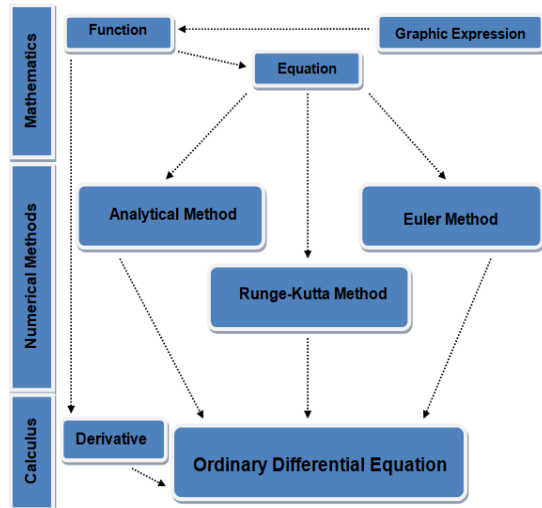 Mathematics
Function
Graphic Expression
Equation
Numerical Methods
Analytical Method
Euler Method
Runge-Kutta Method
Calculus
Derivative
Ordinary Differential Equation